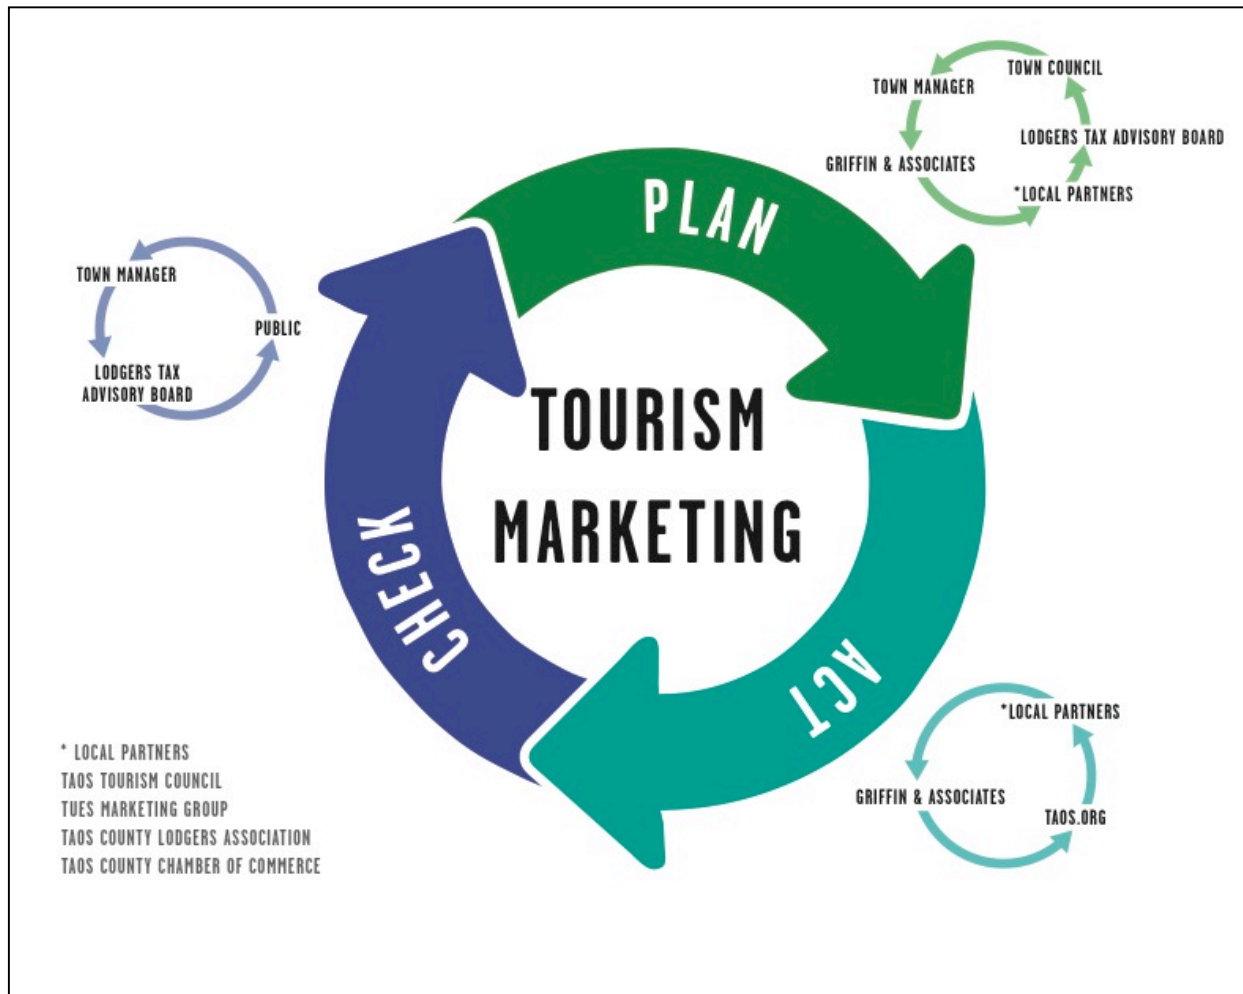 TOWN COUNCIL
TOWN MANAGER
LODGERS TAX ADVISORY BOARD
GRIFFIN & ASSOCIATES
*LOCAL PARTNERS
PLAN
TOWN MANAGER
PUBLIC
LODGERS TAX
ADVISORY BOARD
TOURISM
MARKETING
CHECK
ACT
*LOCAL PARTNERS
GRIFFIN & ASSOCIATES
TAOS.ORG
* LOCAL PARTNERS
TAOS TOURISM COUNCIL
TUES MARKETING GROUP
TAOS COUNTY LODGERS ASSOCIATION
TAOS COUNTY CHAMBER OF COMMERCE